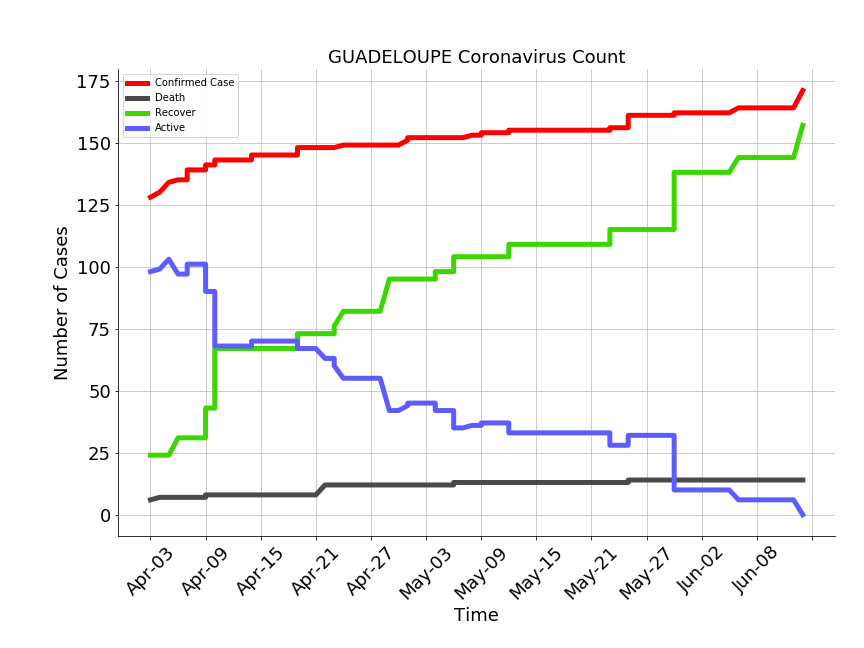 GUADELOUPE Coronavirus Count
Confirmed Case
Death
Recover
Active
Number of Cases
175
150
125
100
75
50
25
0
Apr-03
Apr-09
Apr-15
Apr-21
Apr-27
May-03
May-09
May-15
May-21
May-27
Jun-02
Jun-08
Time